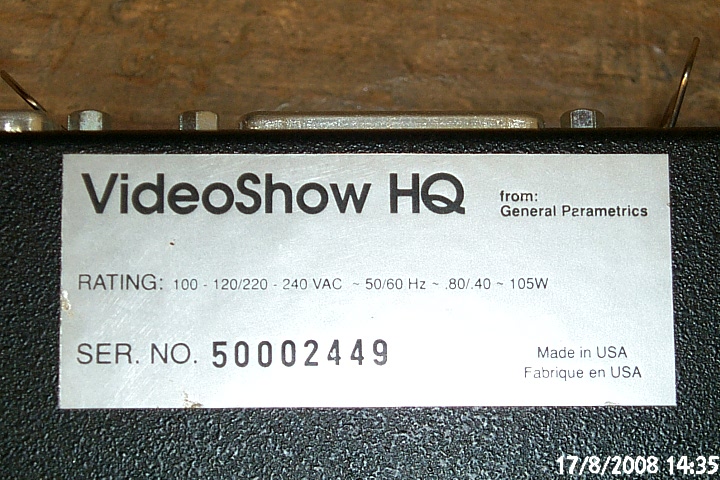 VideoShow HQ from:
General Parametrics
RATING: 100 - 120/220 - 240 VAC ~ 50/60 Hz ~ .80/.40 ~ 105W
SER. NO. 50002449
Made in USA
Fabrique en USA
17/8/2008 14:35